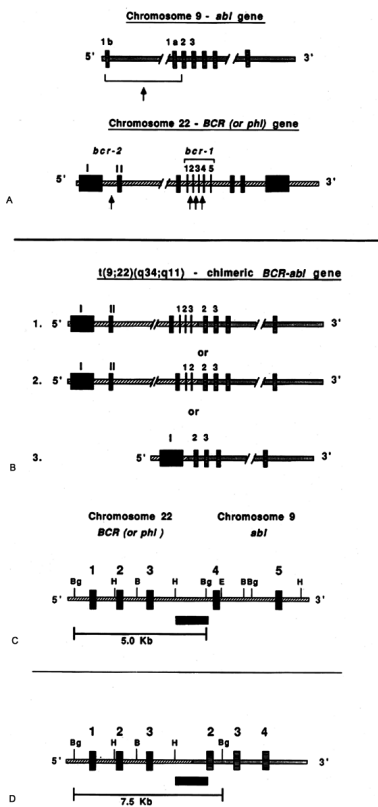 Chromosome 9 - abl gene
1b 1a 2 3
5' 3'
Chromosome 22 - BCR (or phl) gene
bcr-2 bcr-1
I II 1 2 3 4 5
5' 3'
A
t(9;22)(q34;q11) - chimeric BCR-abl gene
I II 1 2 3 2 3
1. 5' 3'
or
I II 1 2 2 3
2. 5' 3'
or
I 2 3
3. 5' 3'
B
Chromosome 22 Chromosome 9
BCR (or phl) abl
1 2 3 4 5
Bg H B H Bg E B Bg H
5' 3'
5.0 Kb
C
1 2 3 2 3 4
Bg H B H Bg
5' 3'
7.5 Kb
D